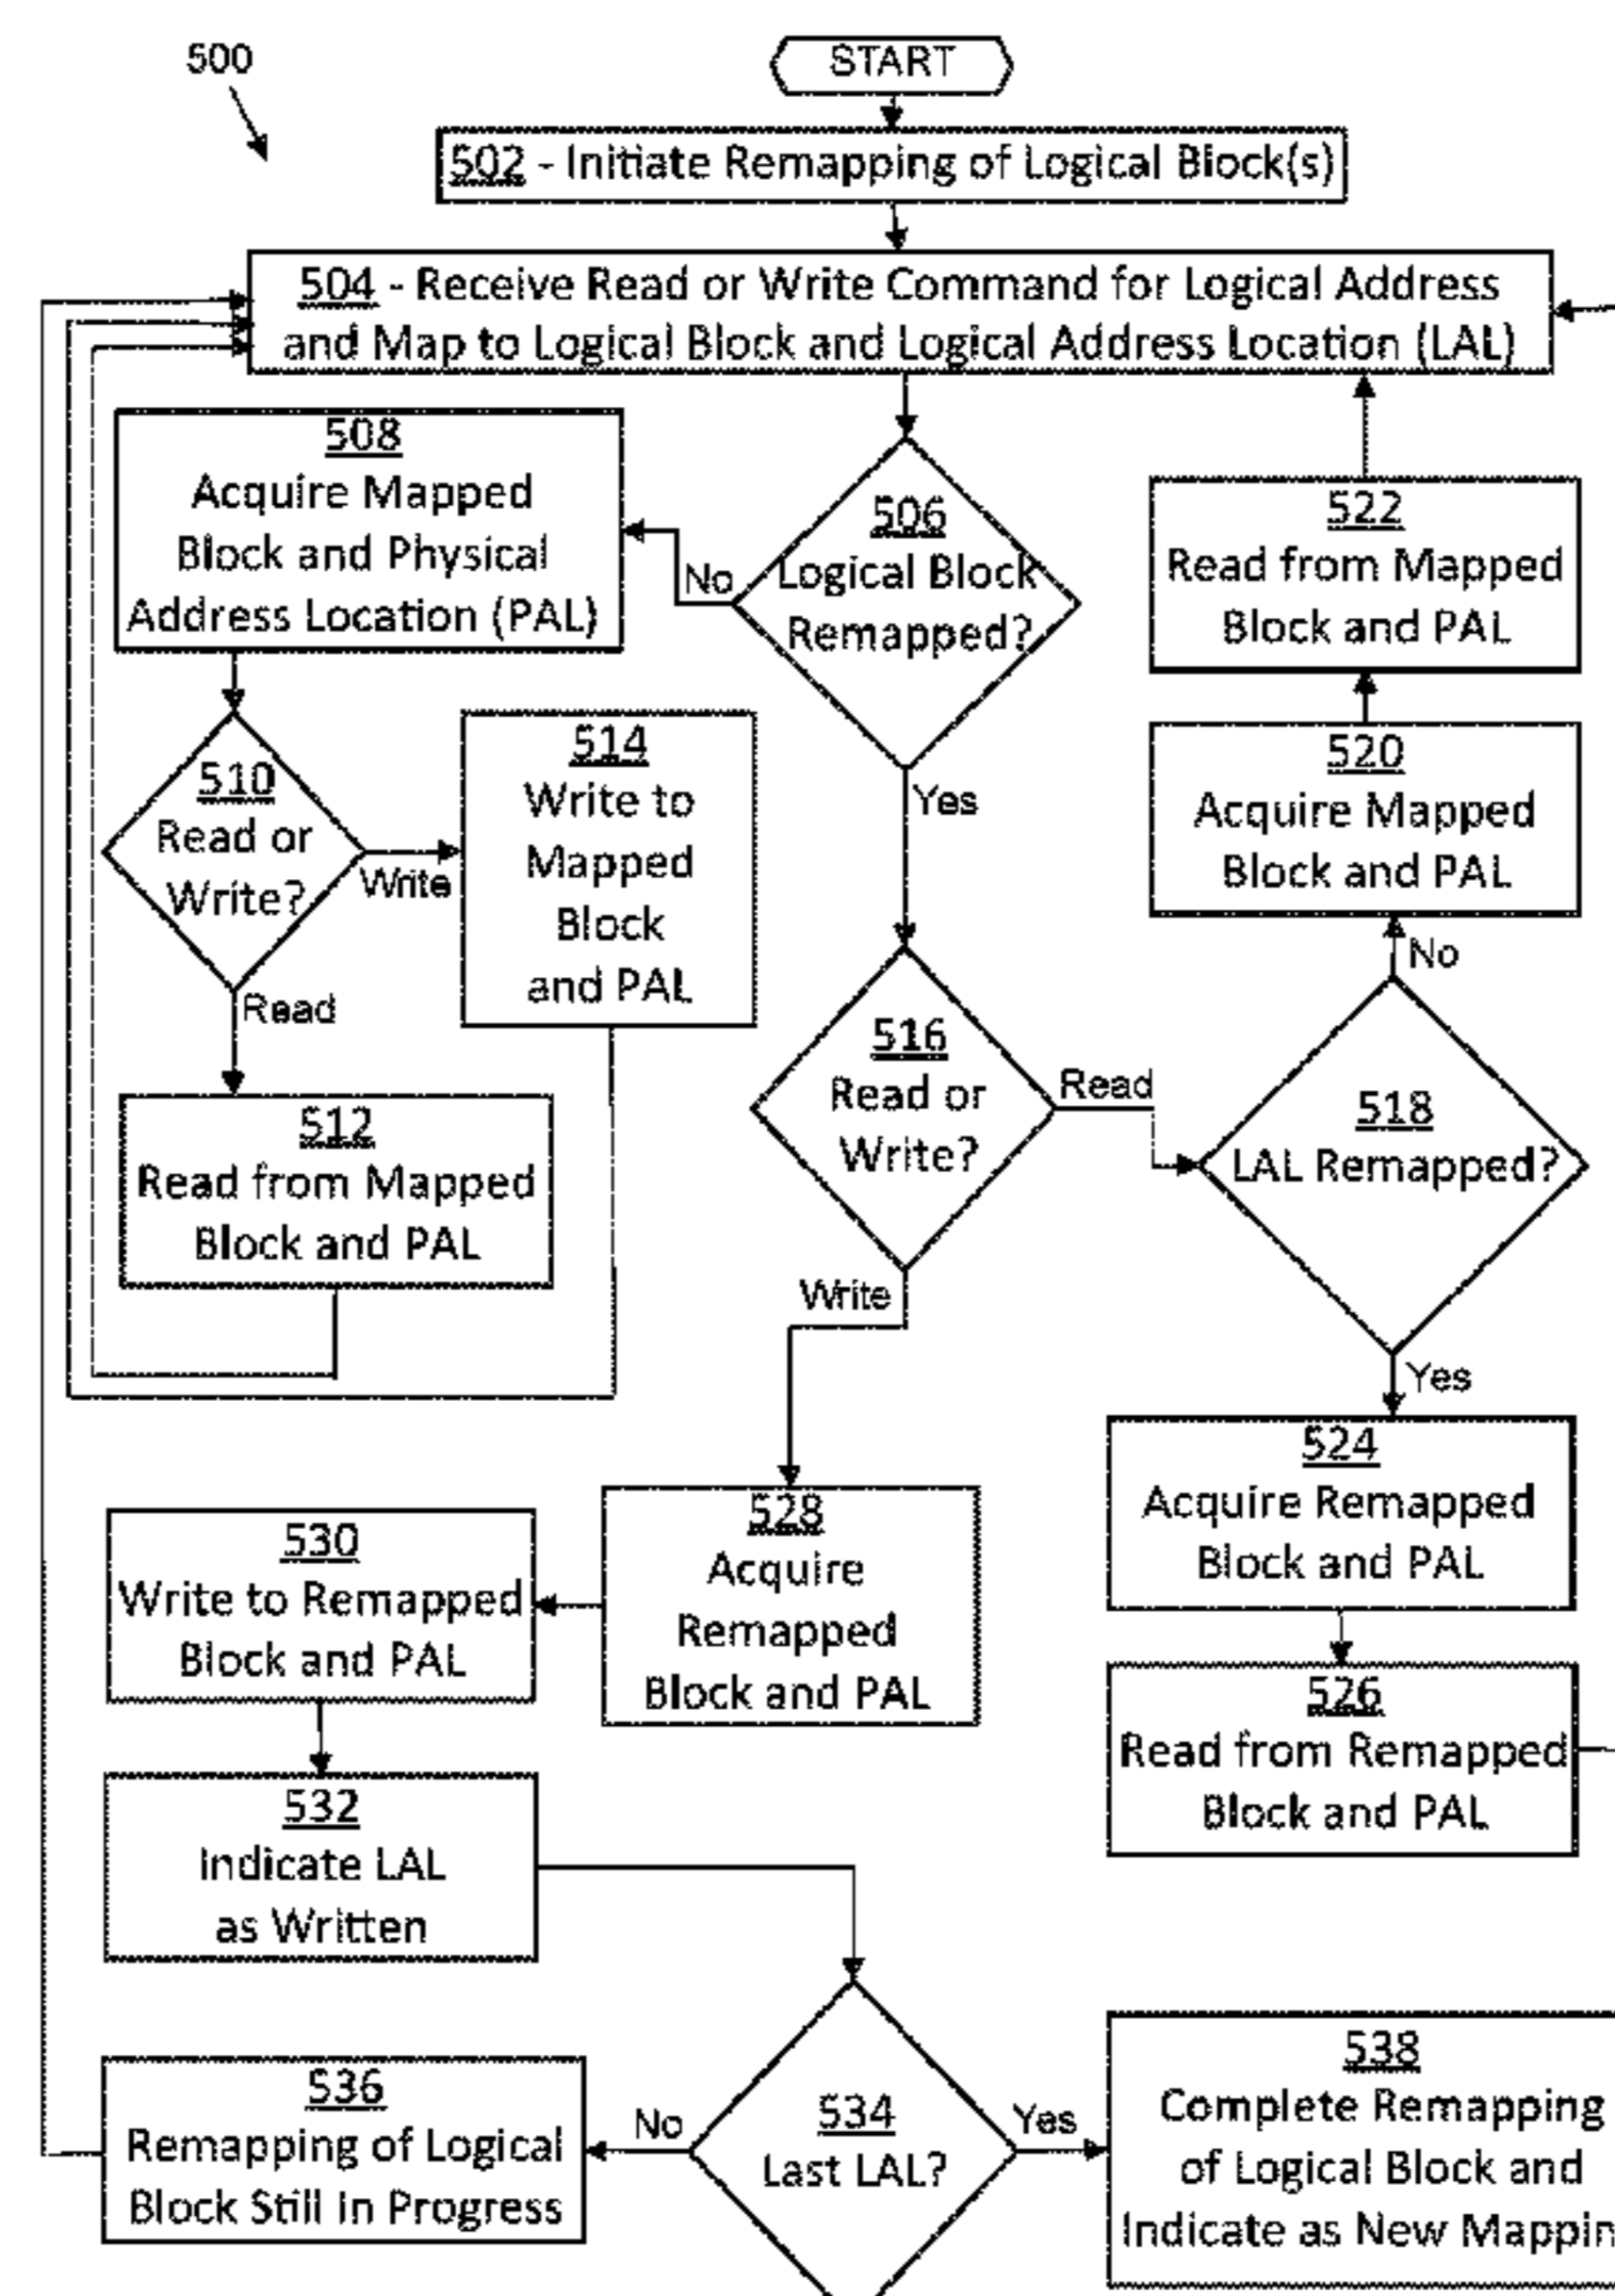 500
START
502 - Initiate Remapping of Logical Block(s)
504 - Receive Read or Write Command for Logical Address
and Map to Logical Block and Logical Address Location (LAL)
508
Acquire Mapped
Block and Physical
Address Location (PAL)
506
Logical Block
Remapped?
No
Yes
522
Read from Mapped
Block and PAL
520
Acquire Mapped
Block and PAL
No
510
Read or
Write?
Write
Read
514
Write to
Mapped
Block
and PAL
512
Read from Mapped
Block and PAL
516
Read or
Write?
Read
Write
518
LAL Remapped?
Yes
524
Acquire Remapped
Block and PAL
526
Read from Remapped
Block and PAL
528
Acquire
Remapped
Block and PAL
530
Write to Remapped
Block and PAL
532
Indicate LAL
as Written
534
Last LAL?
No
Yes
536
Remapping of Logical
Block Still in Progress
538
Complete Remapping
of Logical Block and
Indicate as New Mappin